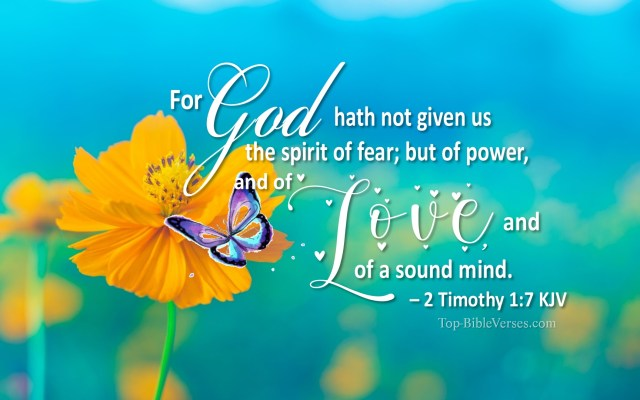 For God hath not given us
the spirit of fear; but of power,
and of Love, and
of a sound mind.
– 2 Timothy 1:7 KJV
Top-BibleVerses.com